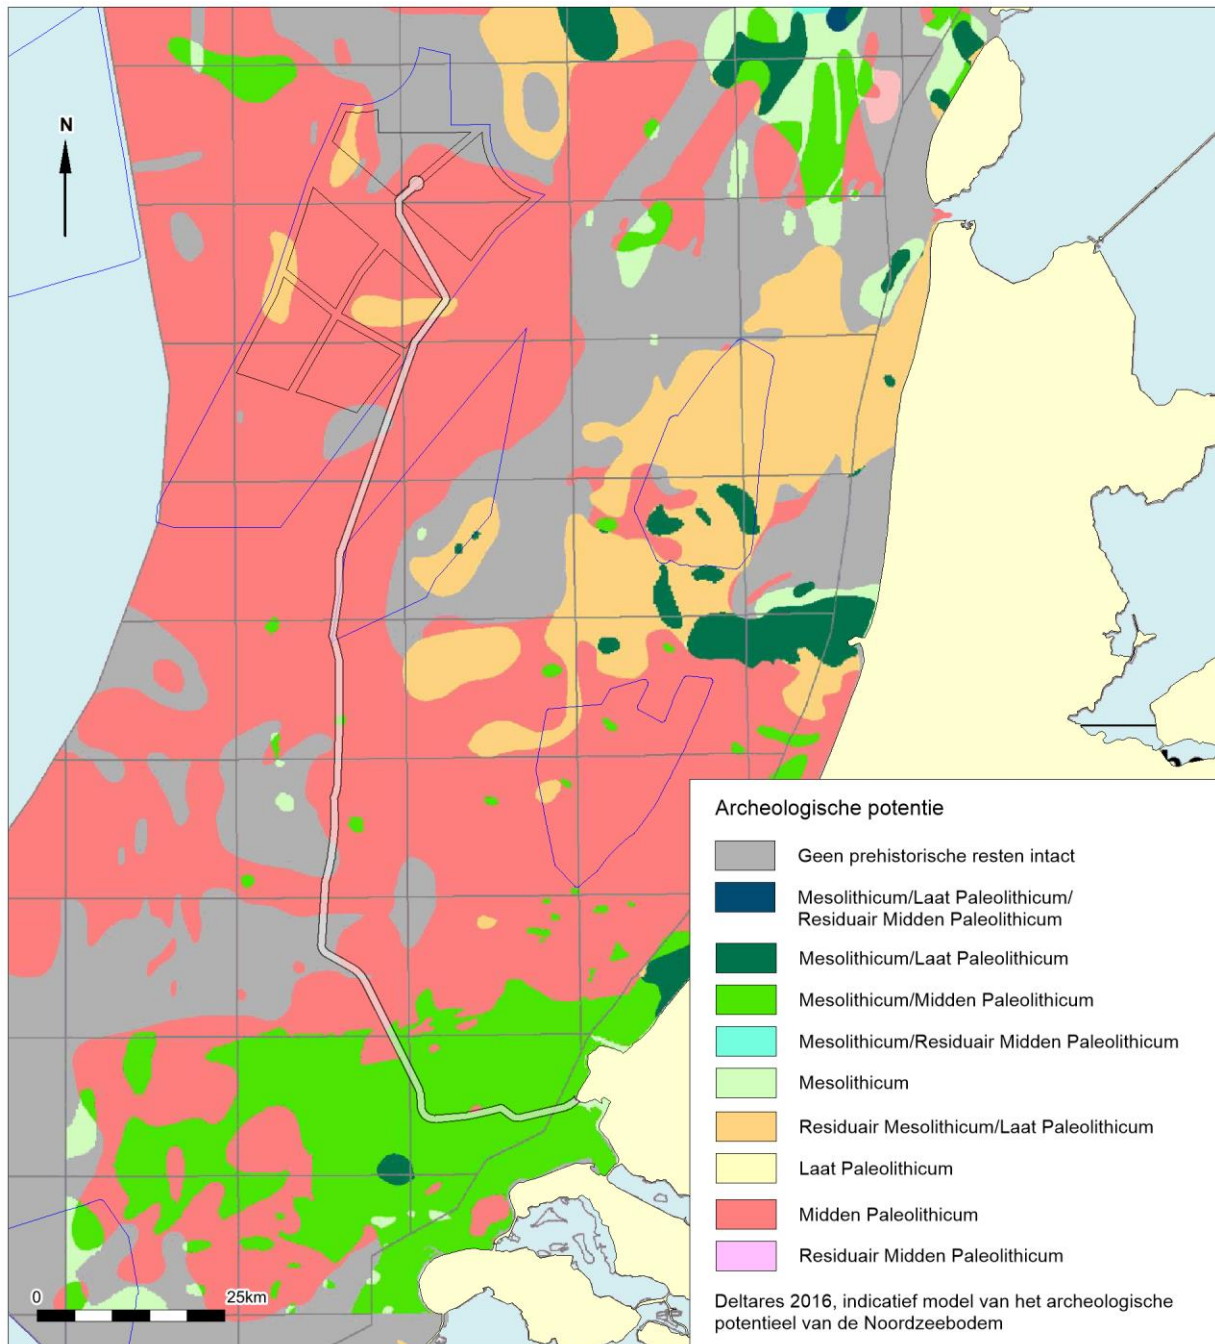 N
Archeologische potentie
Geen prehistorische resten intact
Mesolithicum/Laat Paleolithicum/
Residuair Midden Paleolithicum
Mesolithicum/Laat Paleolithicum
Mesolithicum/Midden Paleolithicum
Mesolithicum/Residuair Midden Paleolithicum
Mesolithicum
Residuair Mesolithicum/Laat Paleolithicum
Laat Paleolithicum
Midden Paleolithicum
Residuair Midden Paleolithicum
0 25km
Deltares 2016, indicatief model van het archeologische
potentieel van de Noordzeebodem